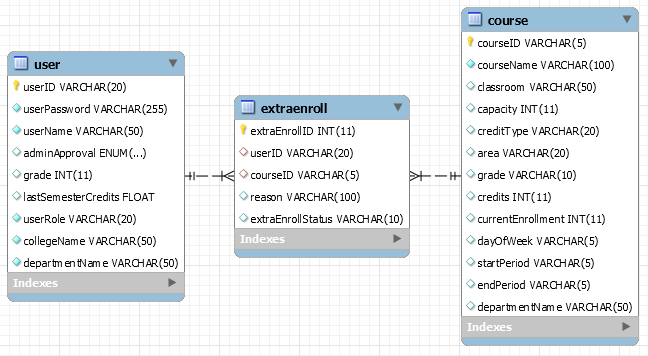 user
userID VARCHAR(20)
userPassword VARCHAR(255)
userName VARCHAR(50)
adminApproval ENUM(...)
grade INT(11)
lastSemesterCredits FLOAT
userRole VARCHAR(20)
collegeName VARCHAR(50)
departmentName VARCHAR(50)
Indexes
extraenroll
extraEnrollID INT(11)
userID VARCHAR(20)
courseID VARCHAR(5)
reason VARCHAR(100)
extraEnrollStatus VARCHAR(10)
Indexes
course
courseID VARCHAR(5)
courseName VARCHAR(100)
classroom VARCHAR(50)
capacity INT(11)
creditType VARCHAR(20)
area VARCHAR(20)
grade VARCHAR(10)
credits INT(11)
currentEnrollment INT(11)
dayOfWeek VARCHAR(5)
startPeriod VARCHAR(5)
endPeriod VARCHAR(5)
departmentName VARCHAR(50)
Indexes